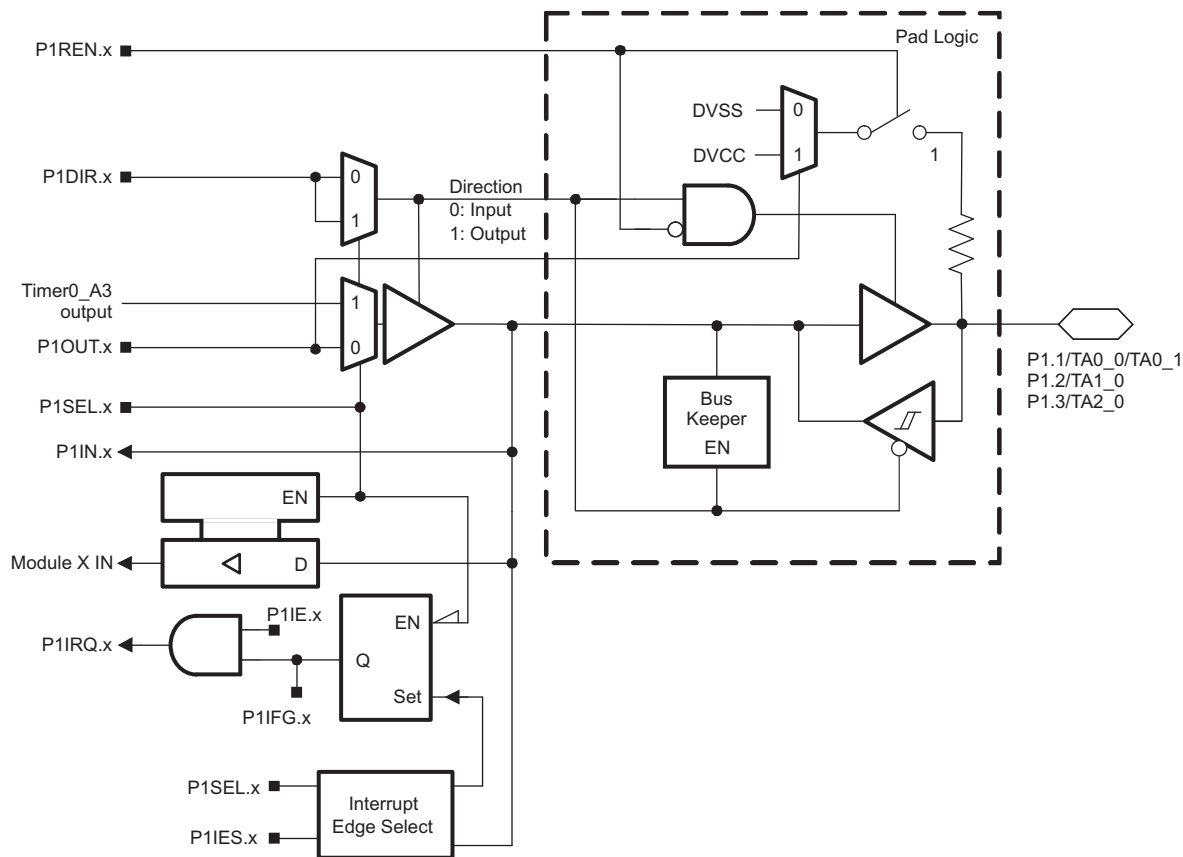 Pad Logic
P1REN.x
DVSS
0
DVCC
1
1
P1DIR.x
0
1
Direction
0: Input
1: Output
Timer0_A3
output
1
P1OUT.x
0
P1SEL.x
P1.1/TA0_0/TA0_1
P1.2/TA1_0
P1.3/TA2_0
Bus
Keeper
EN
P1IN.x
EN
Module X IN
D
P1IE.x
EN
P1IRQ.x
Q
Set
P1IFG.x
P1SEL.x
P1IES.x
Interrupt
Edge Select